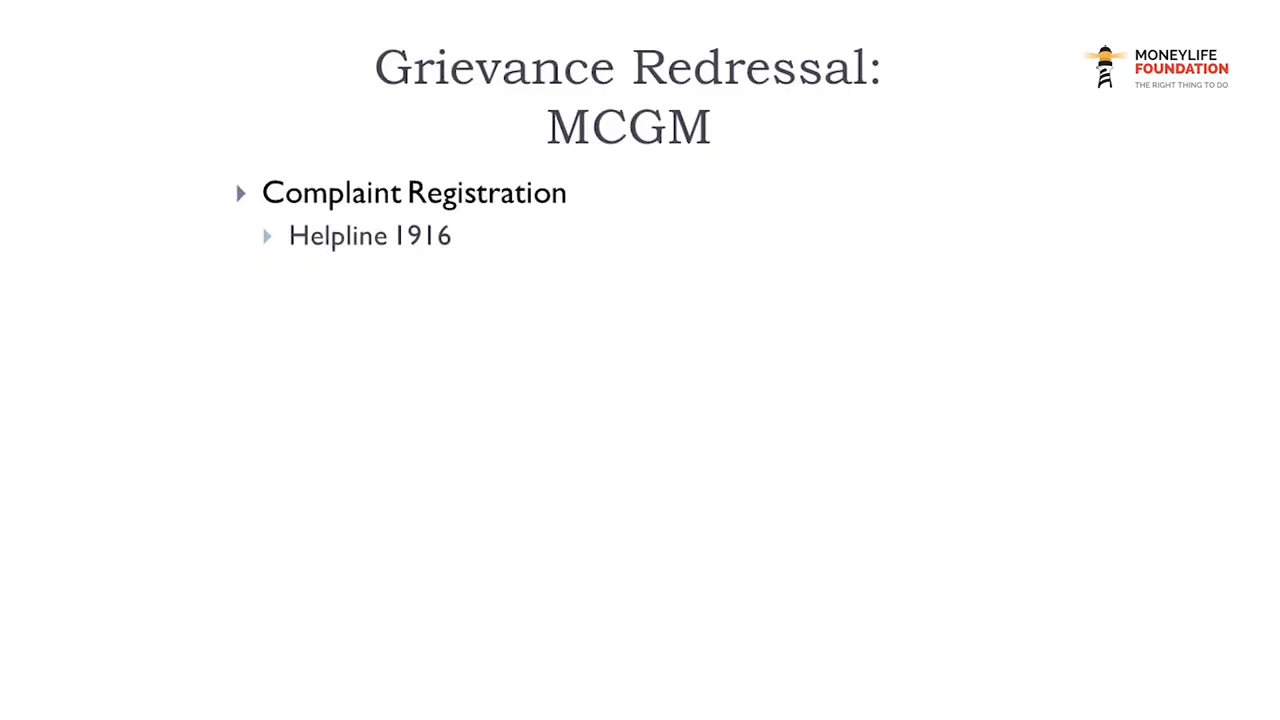 Grievance Redressal:
MCGM
MONEYLIFE
FOUNDATION
THE RIGHT THING TO DO
Complaint Registration
Helpline 1916